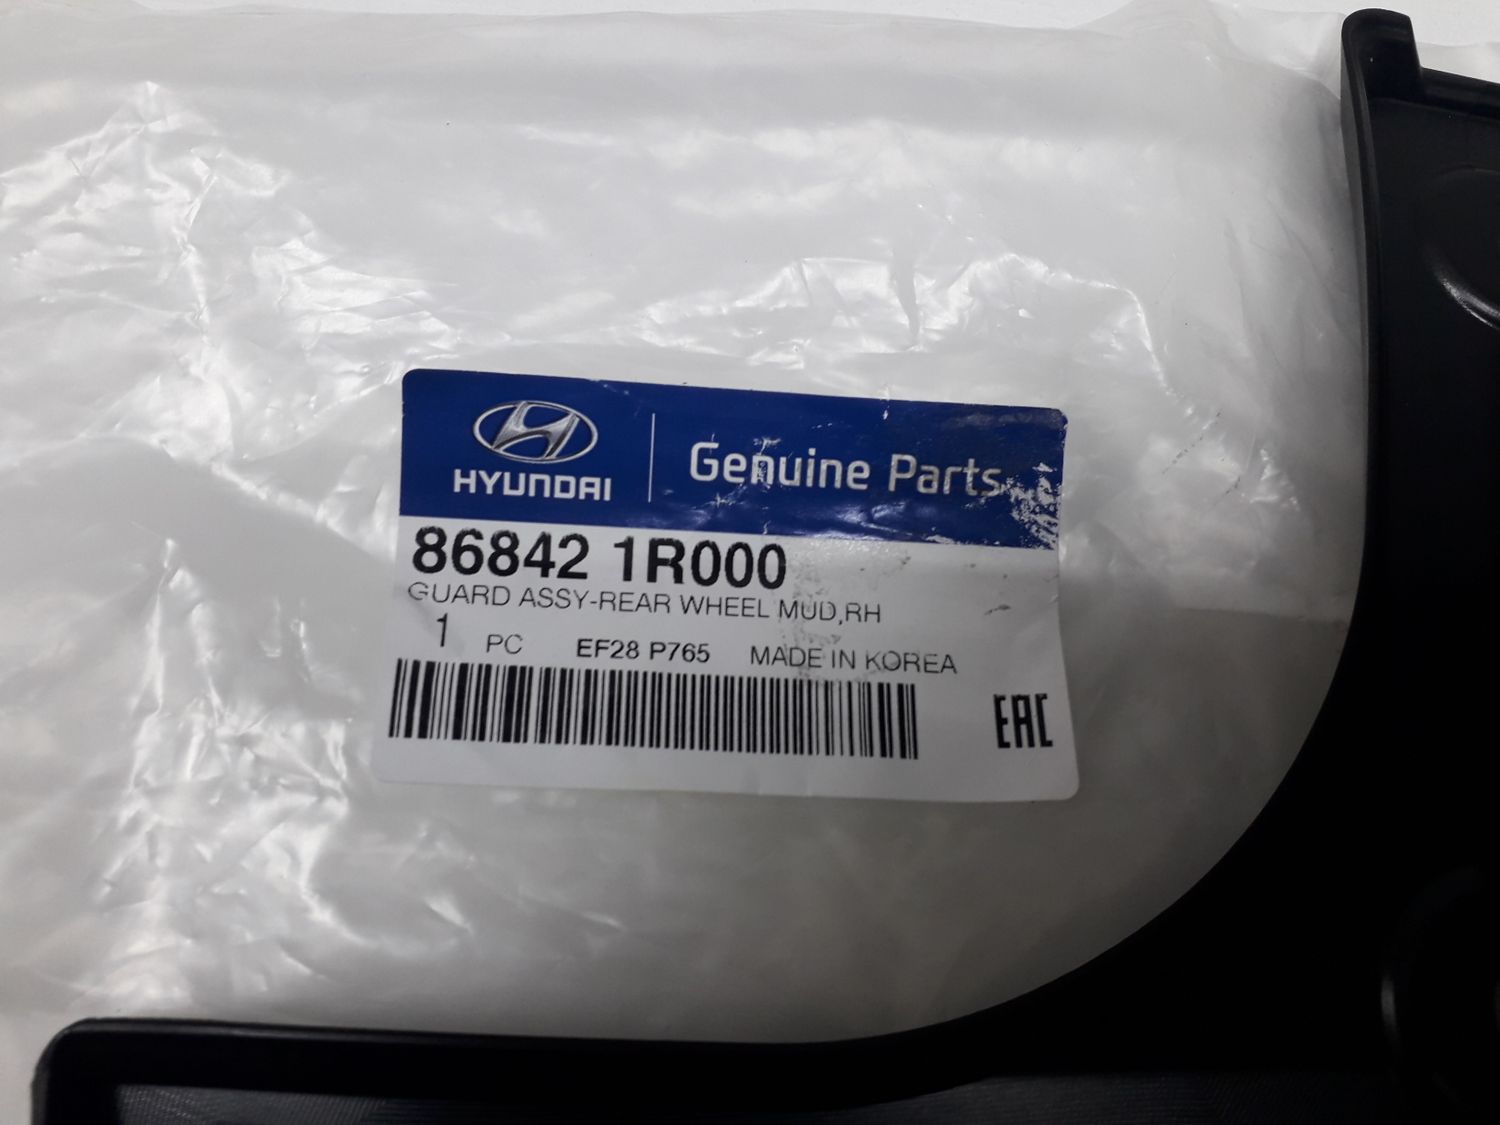 HYUNDAI
Genuine Parts
86842 1R000
GUARD ASSY-REAR WHEEL MUD,RH
1 PC EF28 P765 MADE IN KOREA
EAC